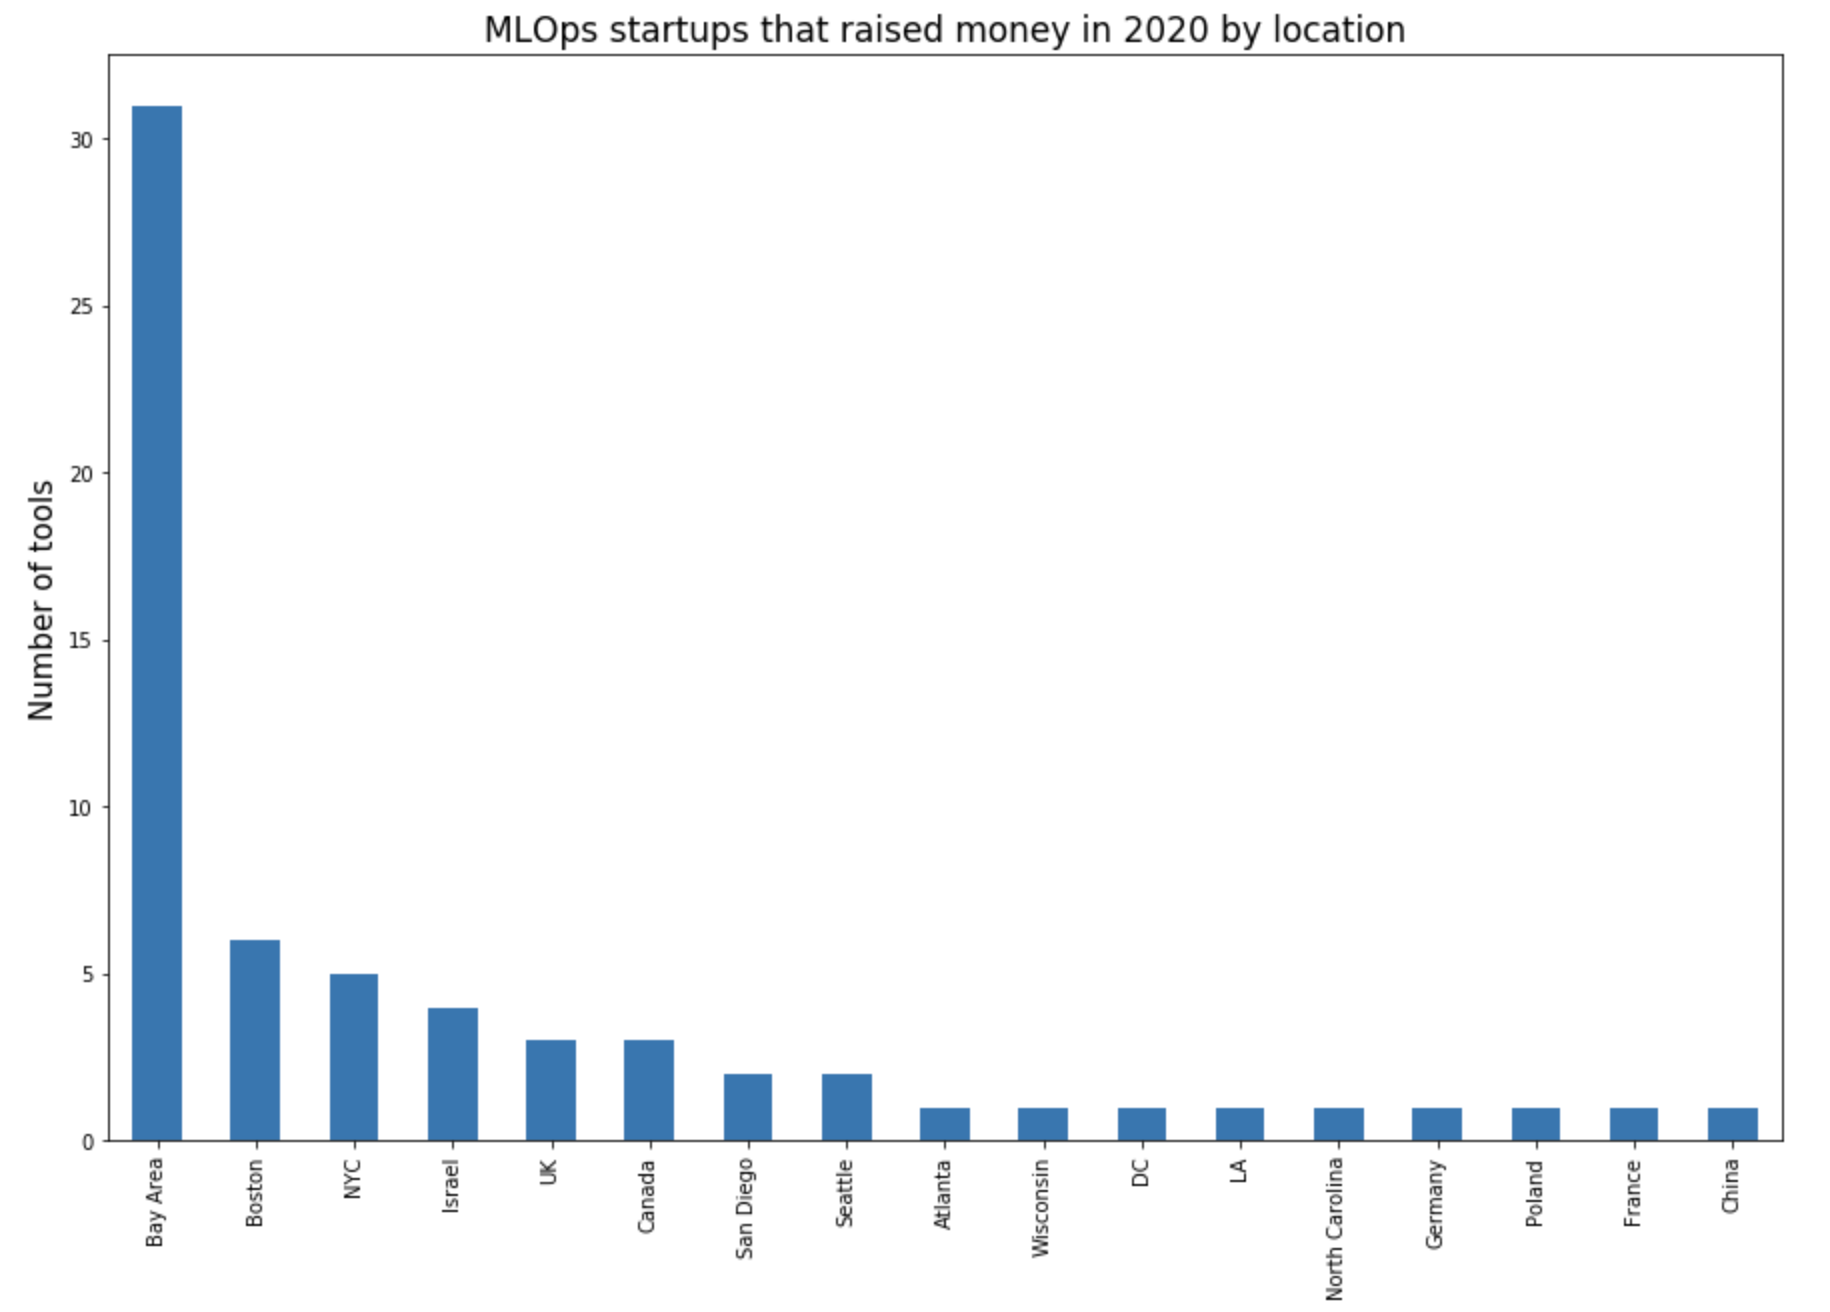 MLOps startups that raised money in 2020 by location
Number of tools
30
25
20
15
10
5
0
Bay Area
Boston
NYC
Israel
UK
Canada
San Diego
Seattle
Atlanta
Wisconsin
DC
LA
North Carolina
Germany
Poland
France
China